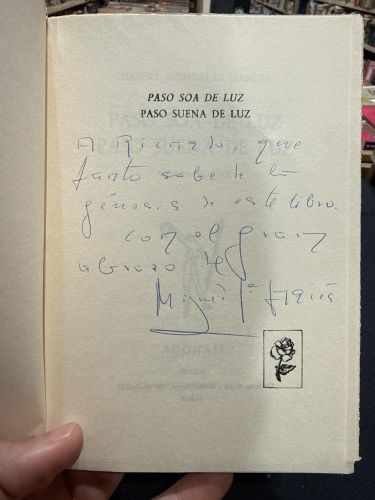 PASO SOA DE LUZ
PASO SUENA DE LUZ
A Ricardo, que
tanto sabe de la
génesis de este libro.
con el gran
abrazo de
Miguel